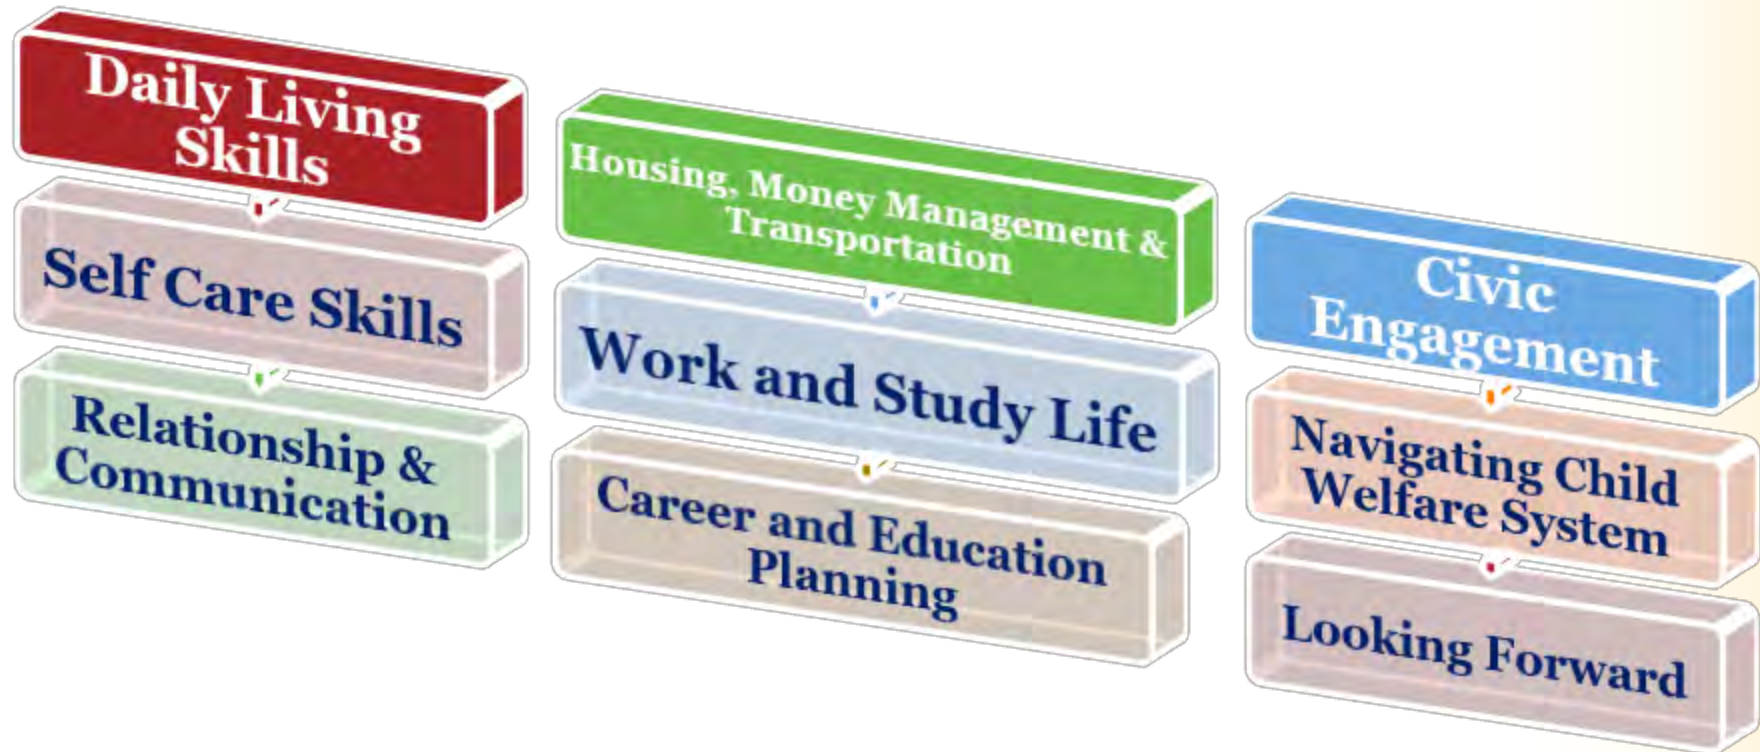 Daily Living
Skills
Self Care Skills
Relationship &
Communication
Housing, Money Management &
Transportation
Work and Study Life
Career and Education
Planning
Civic
Engagement
Navigating Child
Welfare System
Looking Forward